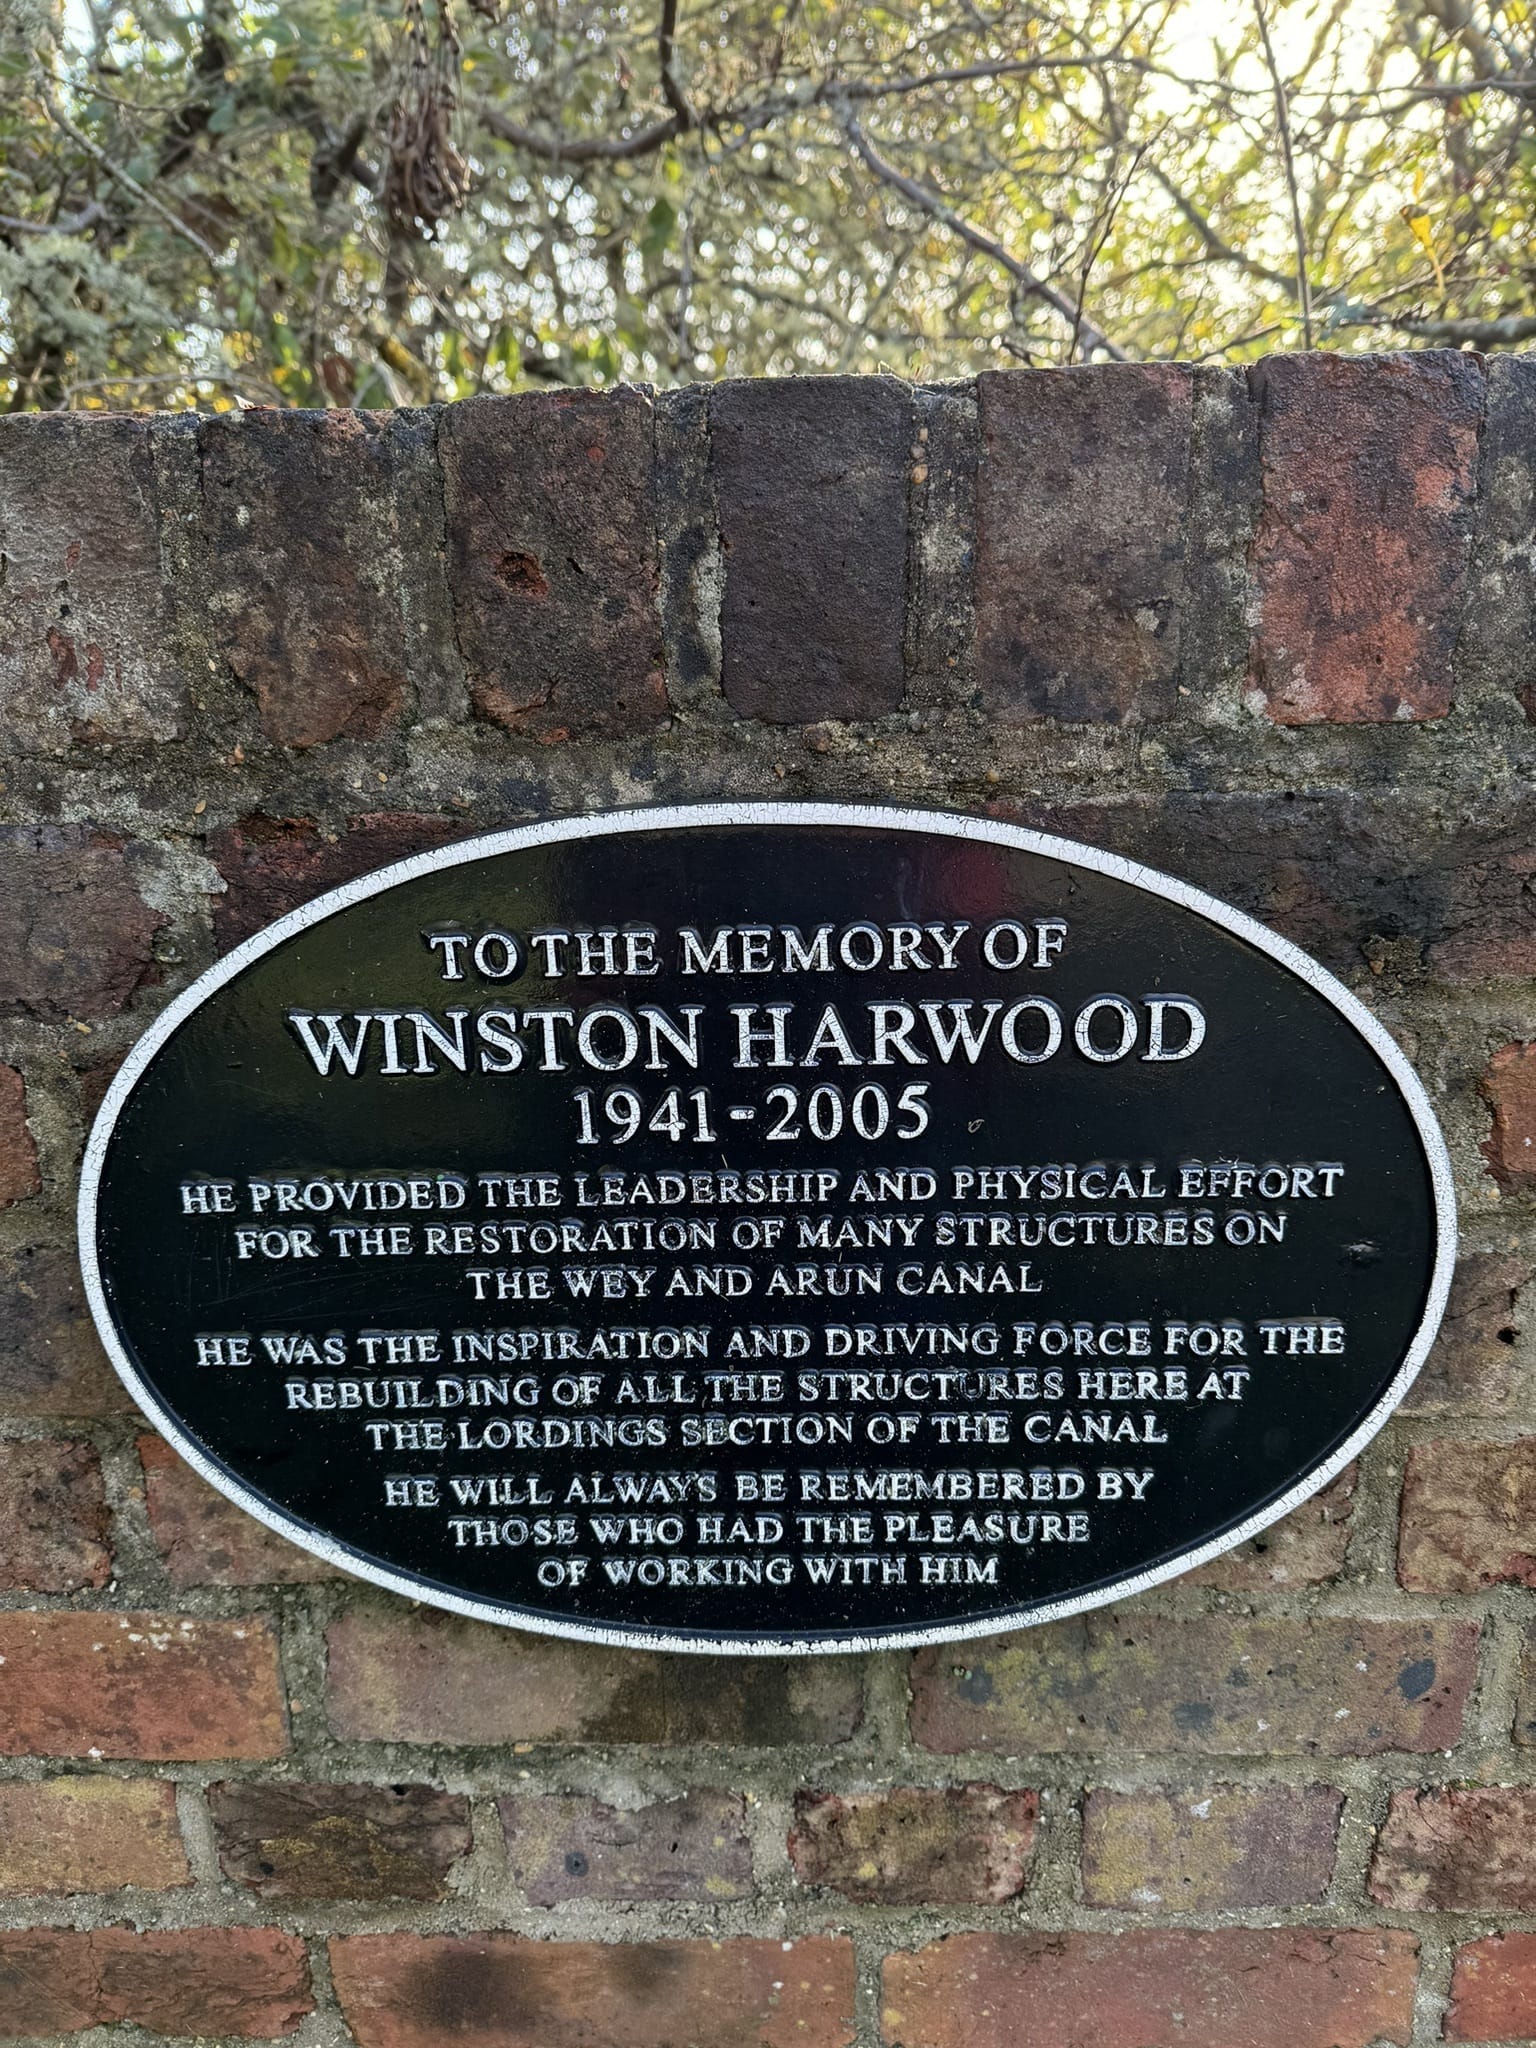 TO THE MEMORY OF
WINSTON HARWOOD
1941-2005
HE PROVIDED THE LEADERSHIP AND PHYSICAL EFFORT
FOR THE RESTORATION OF MANY STRUCTURES ON
THE WEY AND ARUN CANAL
HE WAS THE INSPIRATION AND DRIVING FORCE FOR THE
REBUILDING OF ALL THE STRUCTURES HERE AT
THE LORDINGS SECTION OF THE CANAL
HE WILL ALWAYS BE REMEMBERED BY
THOSE WHO HAD THE PLEASURE
OF WORKING WITH HIM